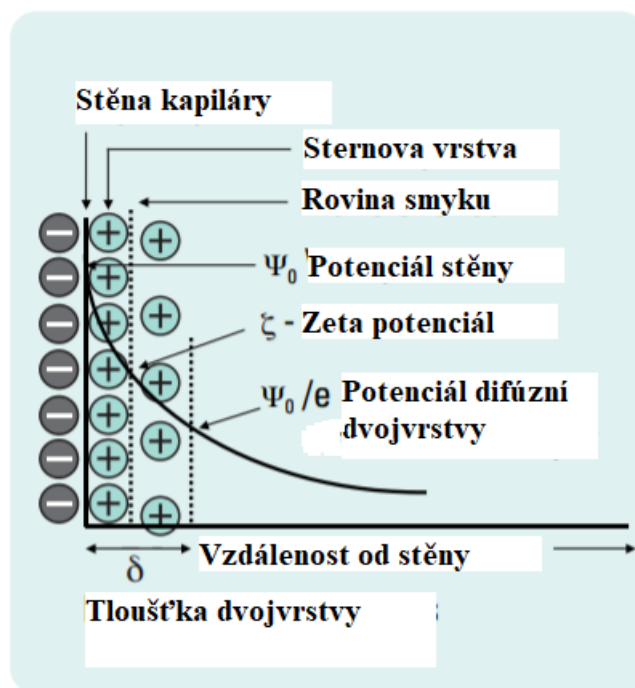 Stěna kapiláry
Sternova vrstva
Rovina smyku
Ψ₀ Potenciál stěny
ζ - Zeta potenciál
Ψ₀/e Potenciál difúzní
dvojvrstvy
δ
Vzdálenost od stěny
Tloušťka dvojvrstvy